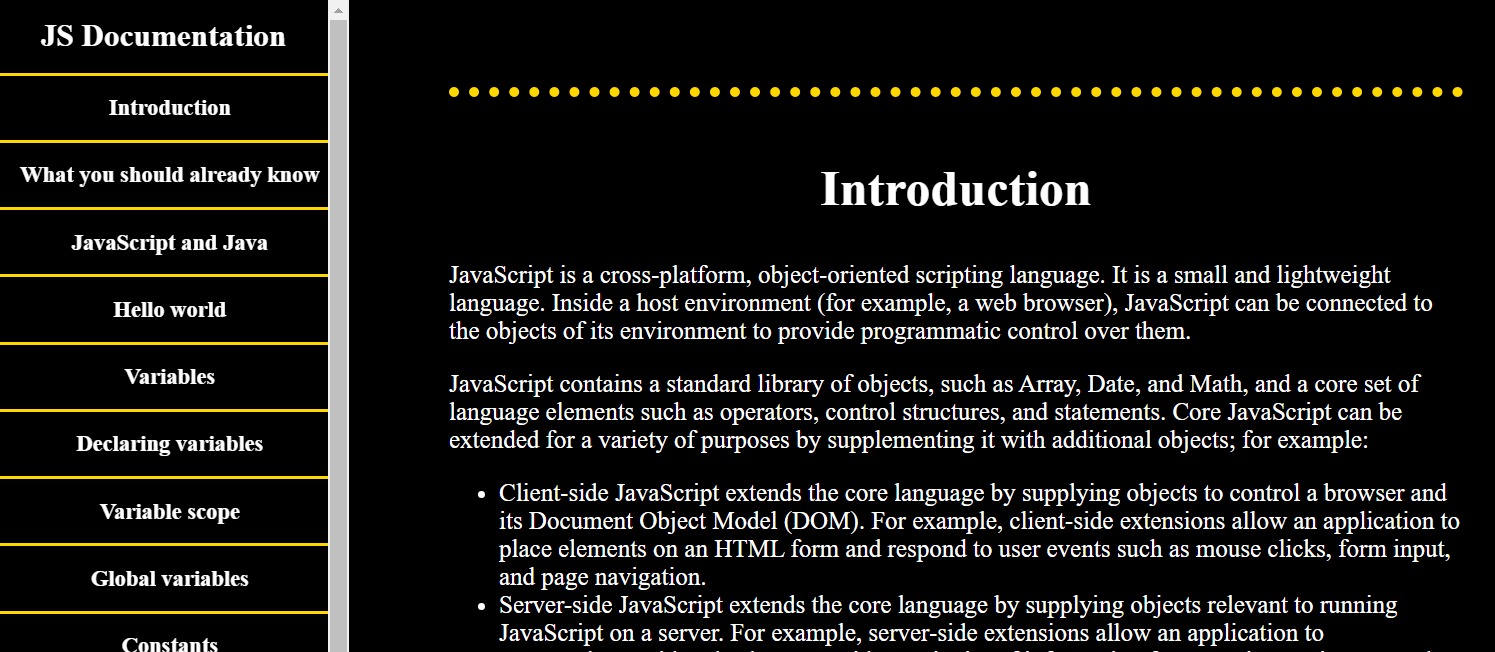 JS Documentation
Introduction
What you should already know
JavaScript and Java
Hello world
Variables
Declaring variables
Variable scope
Global variables
Constants
Introduction
JavaScript is a cross-platform, object-oriented scripting language. It is a small and lightweight
language. Inside a host environment (for example, a web browser), JavaScript can be connected to
the objects of its environment to provide programmatic control over them.
JavaScript contains a standard library of objects, such as Array, Date, and Math, and a core set of
language elements such as operators, control structures, and statements. Core JavaScript can be
extended for a variety of purposes by supplementing it with additional objects; for example:
• Client-side JavaScript extends the core language by supplying objects to control a browser and
its Document Object Model (DOM). For example, client-side extensions allow an application to
place elements on an HTML form and respond to user events such as mouse clicks, form input,
and page navigation.
• Server-side JavaScript extends the core language by supplying objects relevant to running
JavaScript on a server. For example, server-side extensions allow an application to